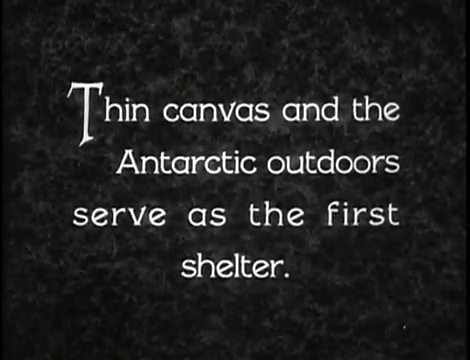 Thin canvas and the
Antarctic outdoors
serve as the first
shelter.